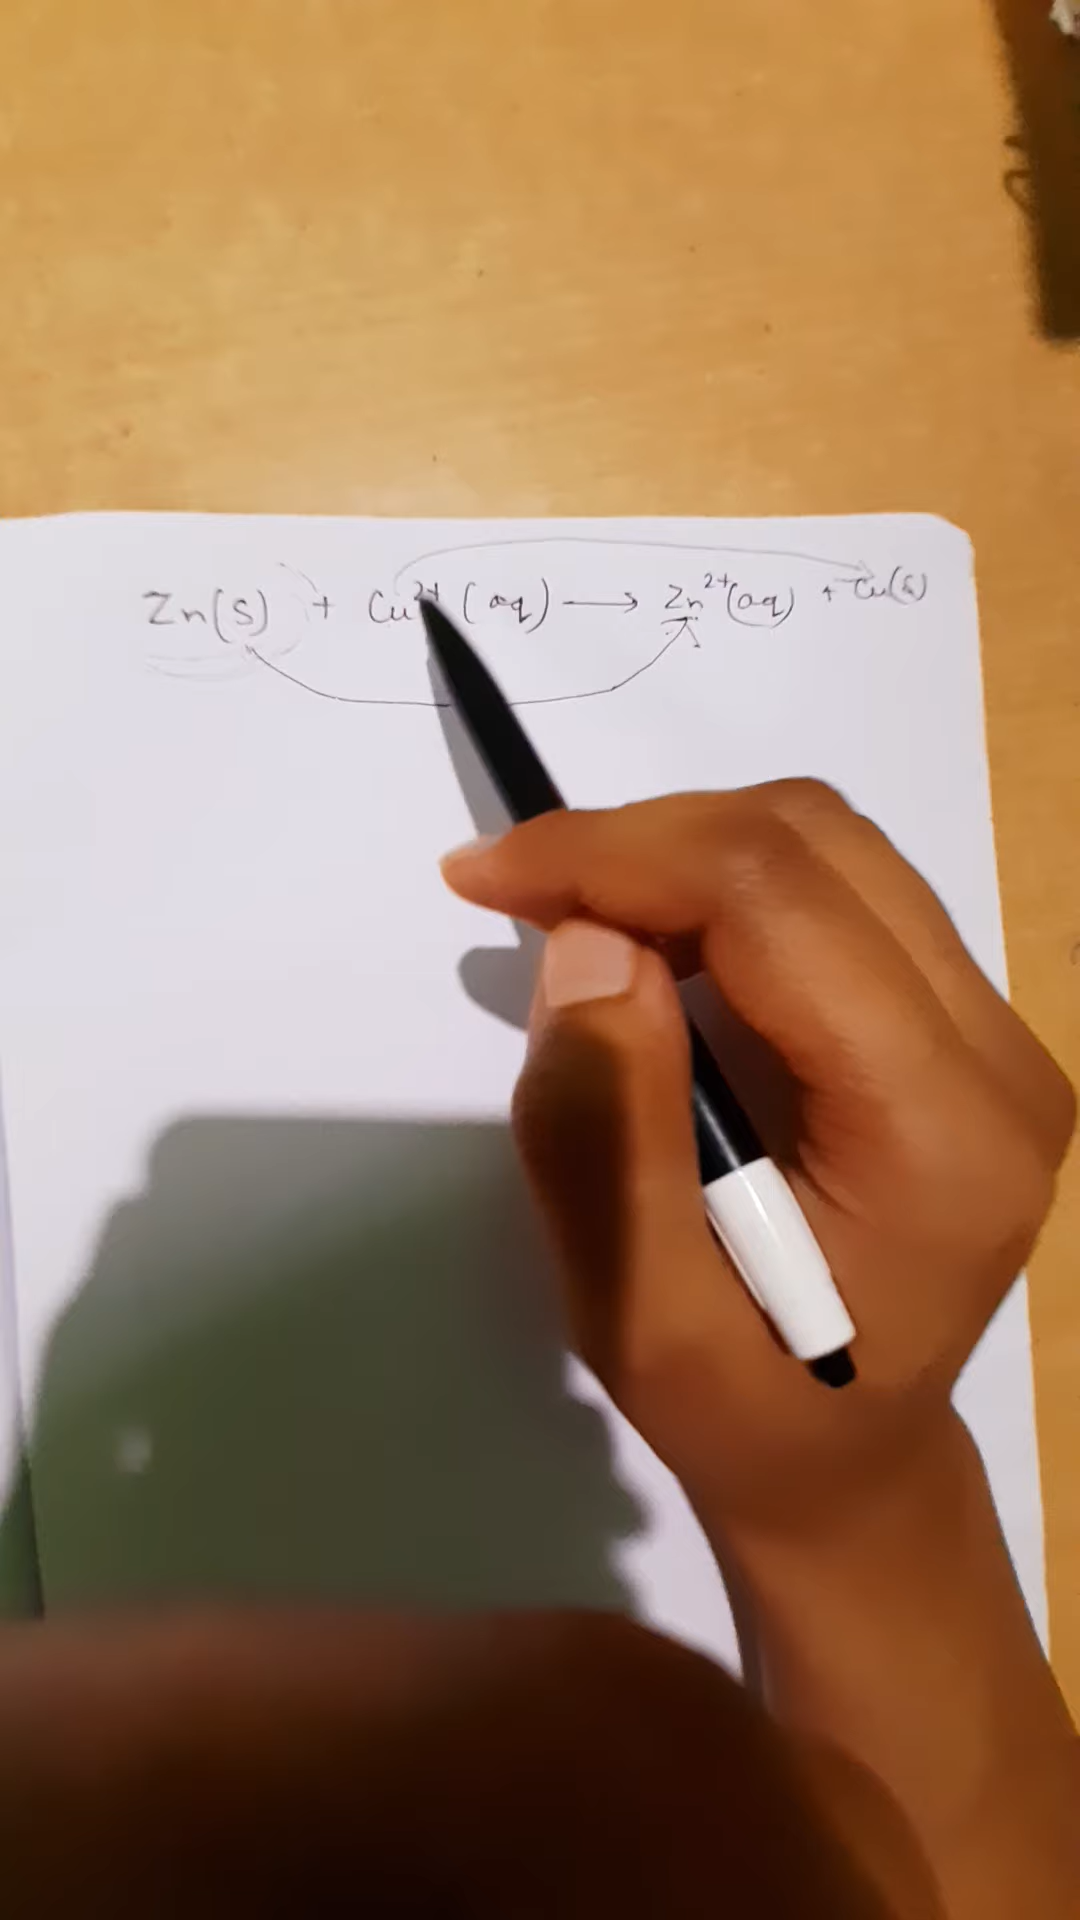 Zn(s) + Cu²⁺ (aq) → Zn²⁺(aq) + Cu(s)